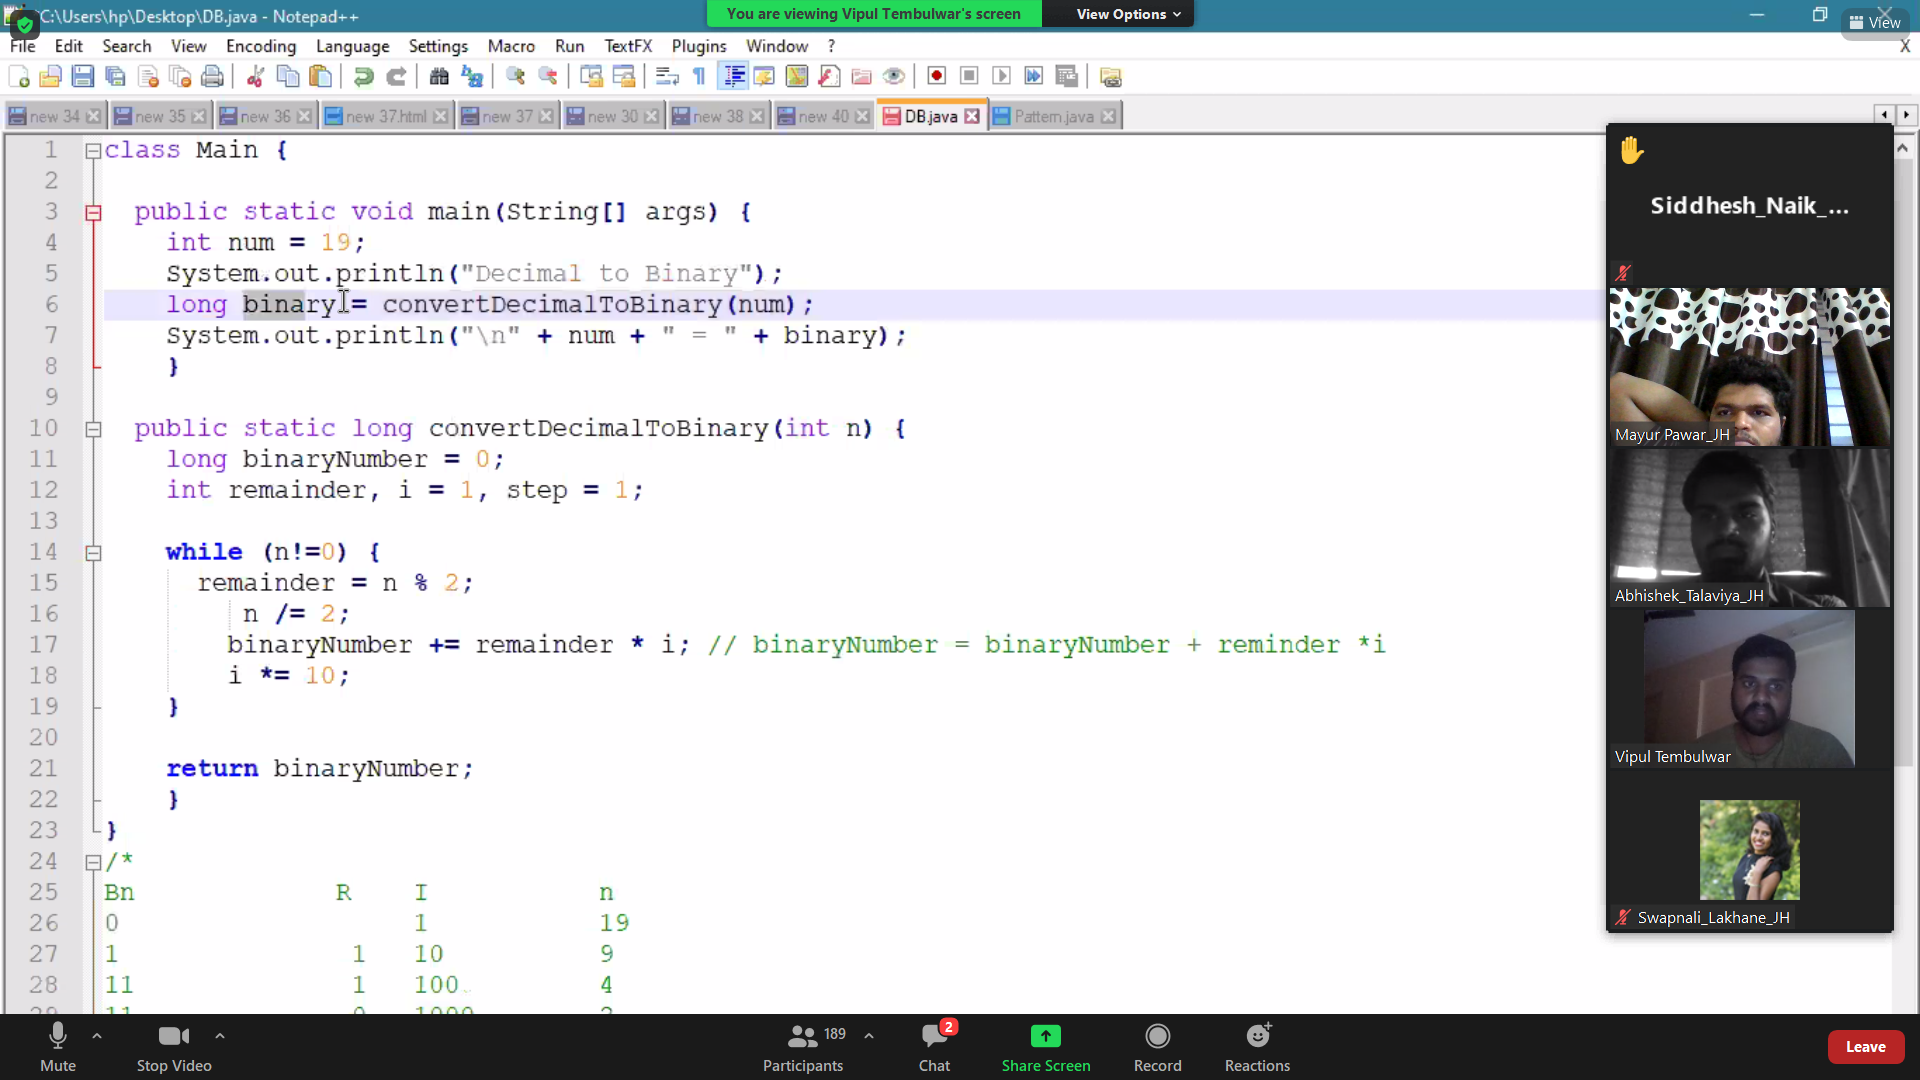 C:\Users\hp\Desktop\DB.java - Notepad++
You are viewing Vipul Tembulwar's screen
View Options
View
File Edit Search View Encoding Language Settings Macro Run TextFX Plugins Window ?
X
new 34 new 35 new 36 new 37.html new 37 new 30 new 38 new 40 DB.java Pattern.java
1 class Main {
2
3 public static void main(String[] args) {
4 int num = 19;
5 System.out.println("Decimal to Binary");
6 long binary = convertDecimalToBinary(num);
7 System.out.println("\n" + num + " = " + binary);
8 }
9
10 public static long convertDecimalToBinary(int n) {
11 long binaryNumber = 0;
12 int remainder, i = 1, step = 1;
13
14 while (n!=0) {
15 remainder = n % 2;
16 n /= 2;
17 binaryNumber += remainder * i; // binaryNumber = binaryNumber + reminder *i
18 i *= 10;
19 }
20
21 return binaryNumber;
22 }
23 }
24 /*
25 Bn R I n
26 0 1 19
27 1 1 10 9
28 11 1 100 4
Siddhesh_Naik_...
Mayur Pawar_JH
Abhishek_Talaviya_JH
Vipul Tembulwar
Swapnali_Lakhane_JH
Mute
Stop Video
189
Participants
2
Chat
Share Screen
Record
Reactions
Leave